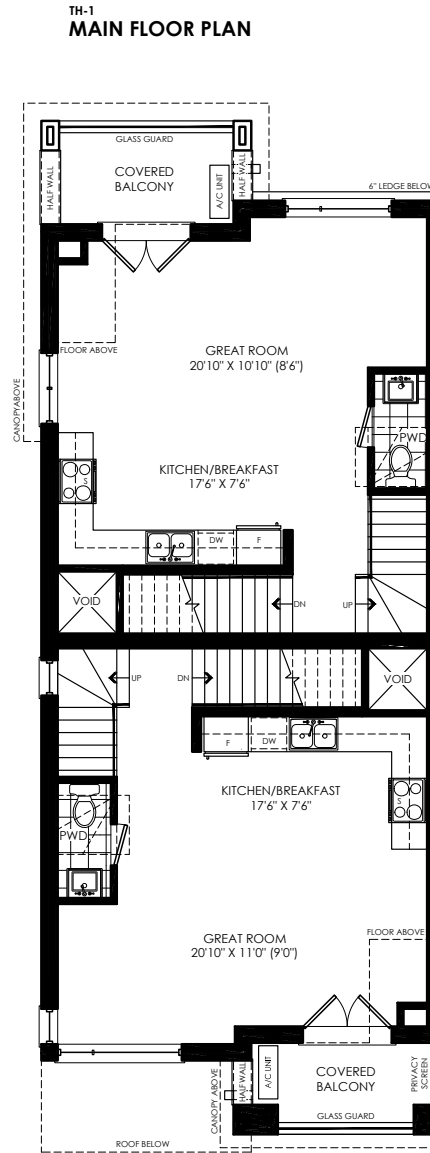 TH-1
MAIN FLOOR PLAN
GLASS GUARD
HALF WALL
COVERED
BALCONY
A/C UNIT
HALF WALL
6" LEDGE BELOW
CANOPY ABOVE
FLOOR ABOVE
GREAT ROOM
20'10" X 10'10" (8'6")
PWD
KITCHEN/BREAKFAST
17'6" X 7'6"
S
DW
F
VOID
DN
UP
UP
DN
VOID
F
DW
KITCHEN/BREAKFAST
17'6" X 7'6"
S
PWD
GREAT ROOM
20'10" X 11'0" (9'0")
FLOOR ABOVE
CANOPY ABOVE
HALF WALL
A/C UNIT
COVERED
BALCONY
PRIVACY
SCREEN
GLASS GUARD
ROOF BELOW